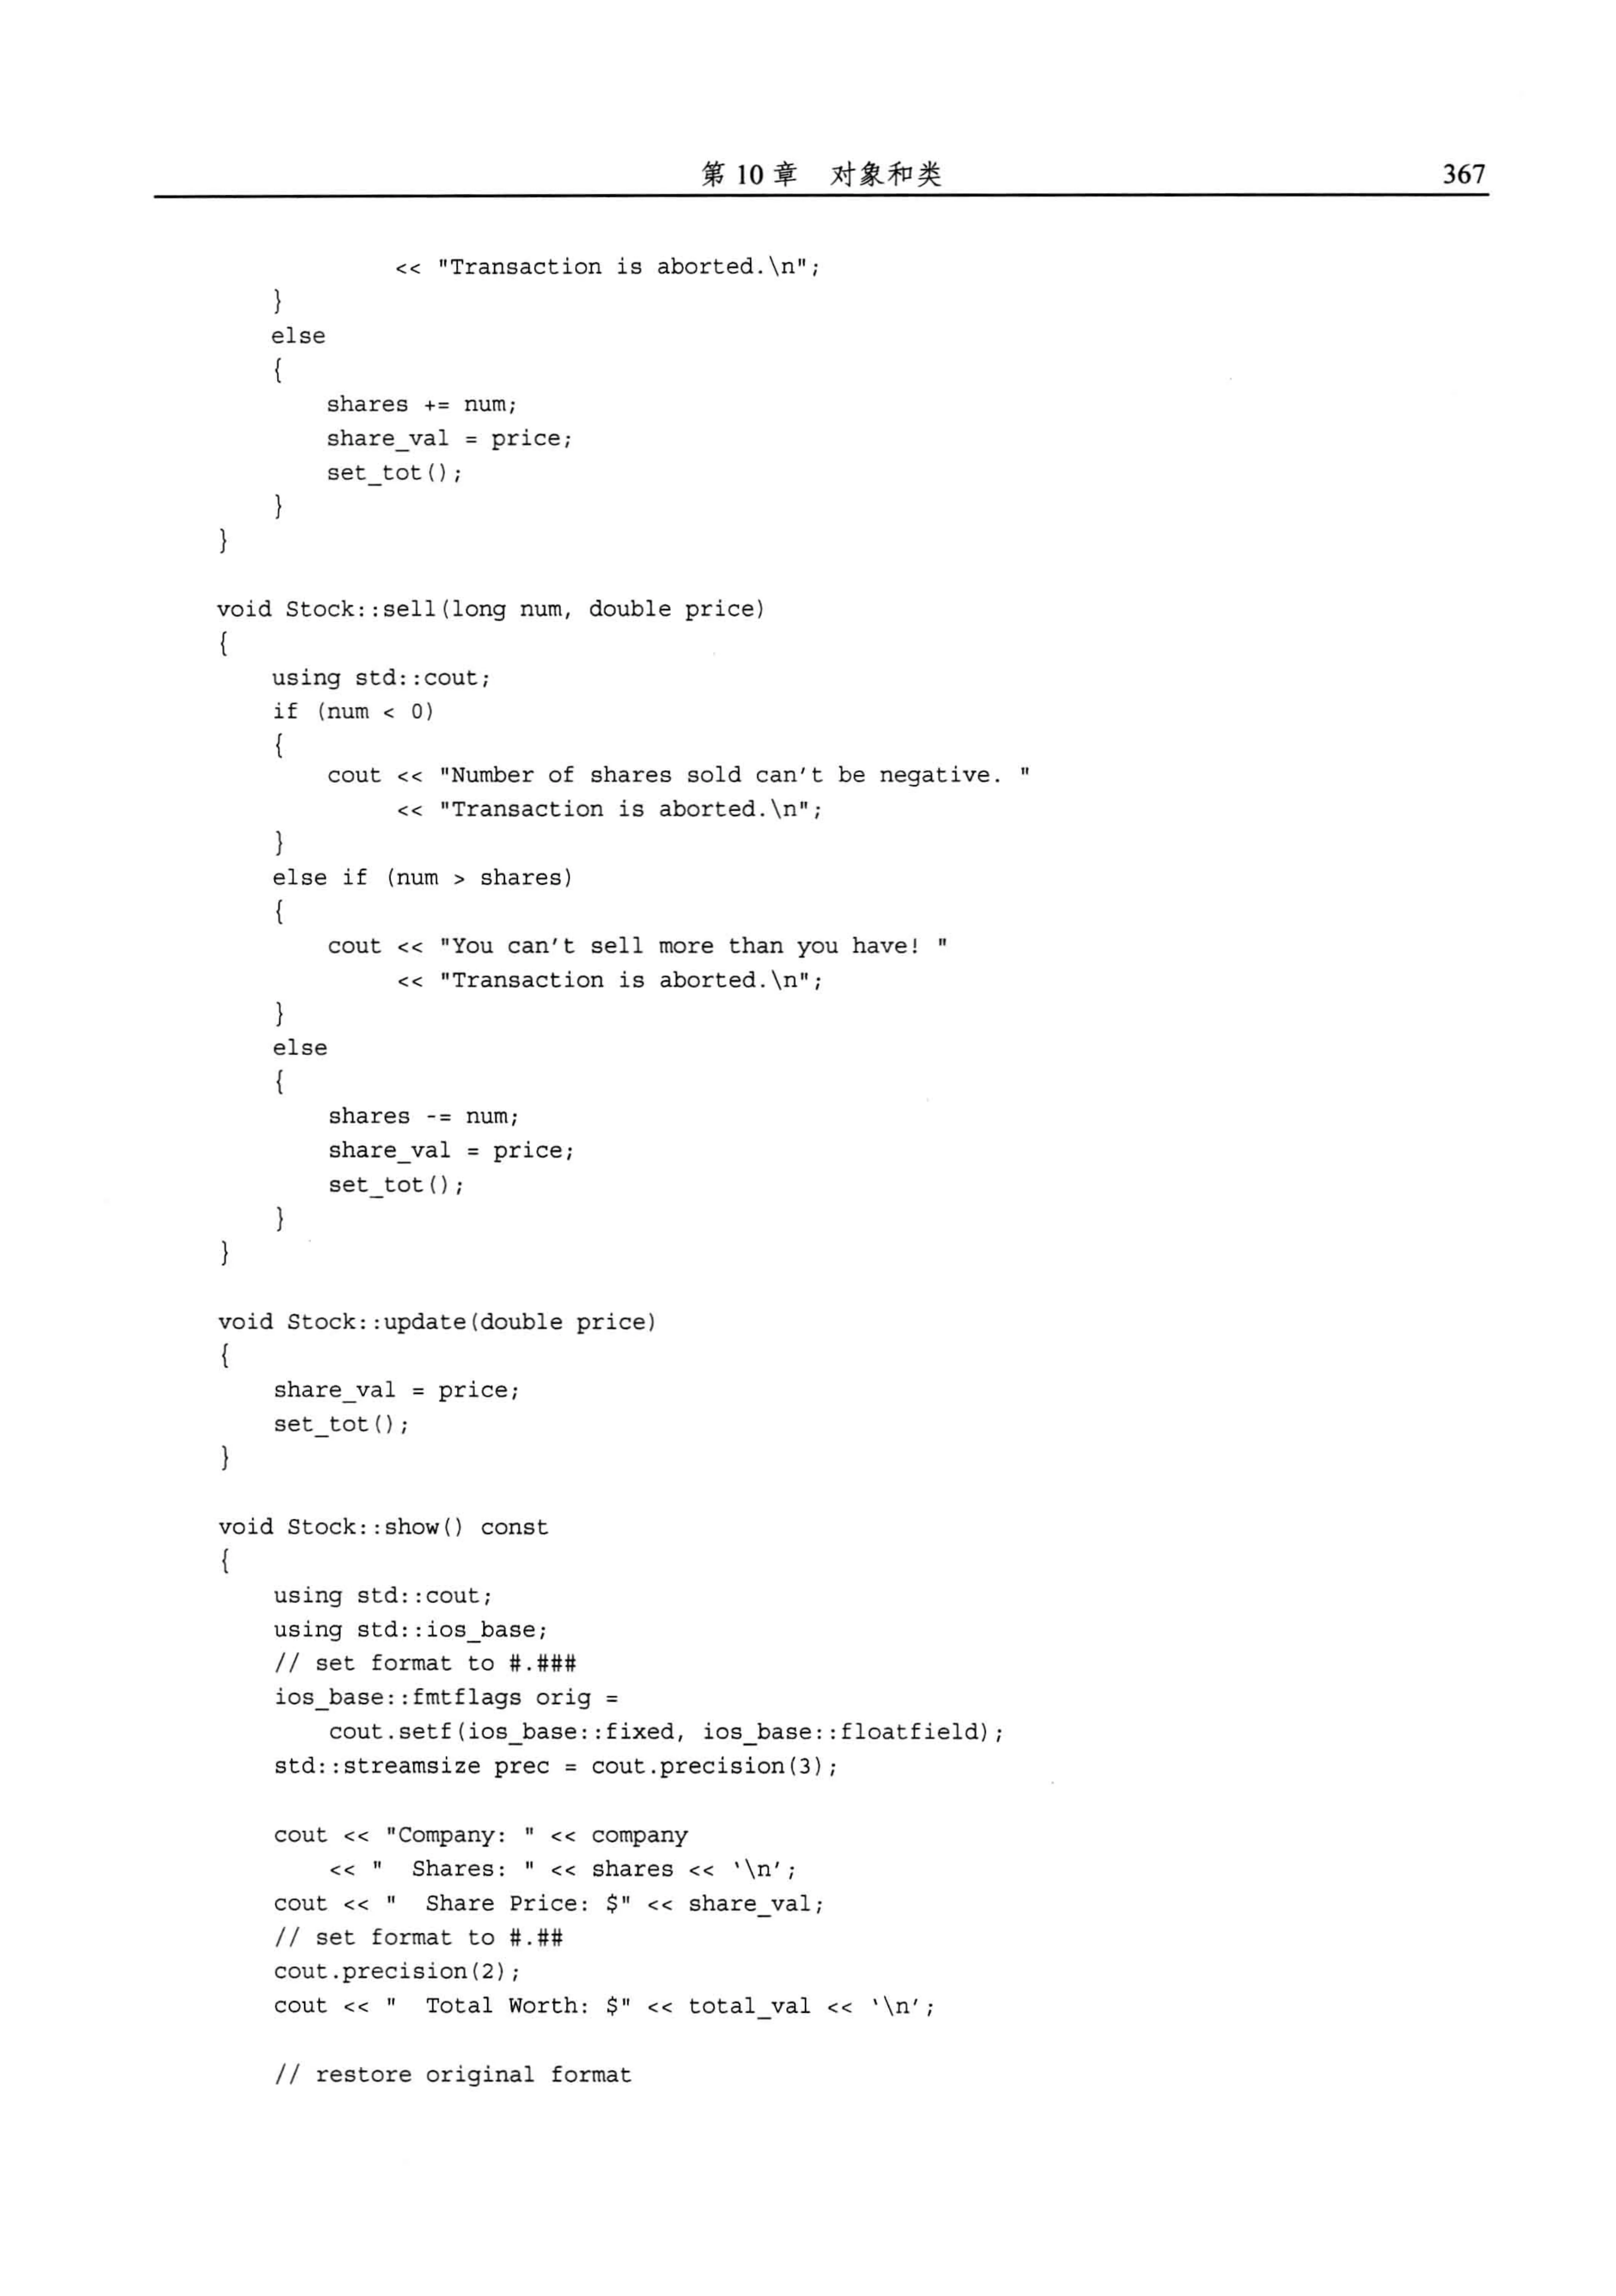 第 10 章 对象和类 367
             << "Transaction is aborted.\n";
    }
    else
    {
        shares += num;
        share_val = price;
        set_tot();
    }
}
void Stock::sell(long num, double price)
{
    using std::cout;
    if (num < 0)
    {
        cout << "Number of shares sold can't be negative. "
             << "Transaction is aborted.\n";
    }
    else if (num > shares)
    {
        cout << "You can't sell more than you have! "
             << "Transaction is aborted.\n";
    }
    else
    {
        shares -= num;
        share_val = price;
        set_tot();
    }
}
void Stock::update(double price)
{
    share_val = price;
    set_tot();
}
void Stock::show() const
{
    using std::cout;
    using std::ios_base;
    // set format to #.###
    ios_base::fmtflags orig =
        cout.setf(ios_base::fixed, ios_base::floatfield);
    std::streamsize prec = cout.precision(3);
    cout << "Company: " << company
        << "  Shares: " << shares << '\n';
    cout << "  Share Price: $" << share_val;
    // set format to #.##
    cout.precision(2);
    cout << "  Total Worth: $" << total_val << '\n';
    // restore original format